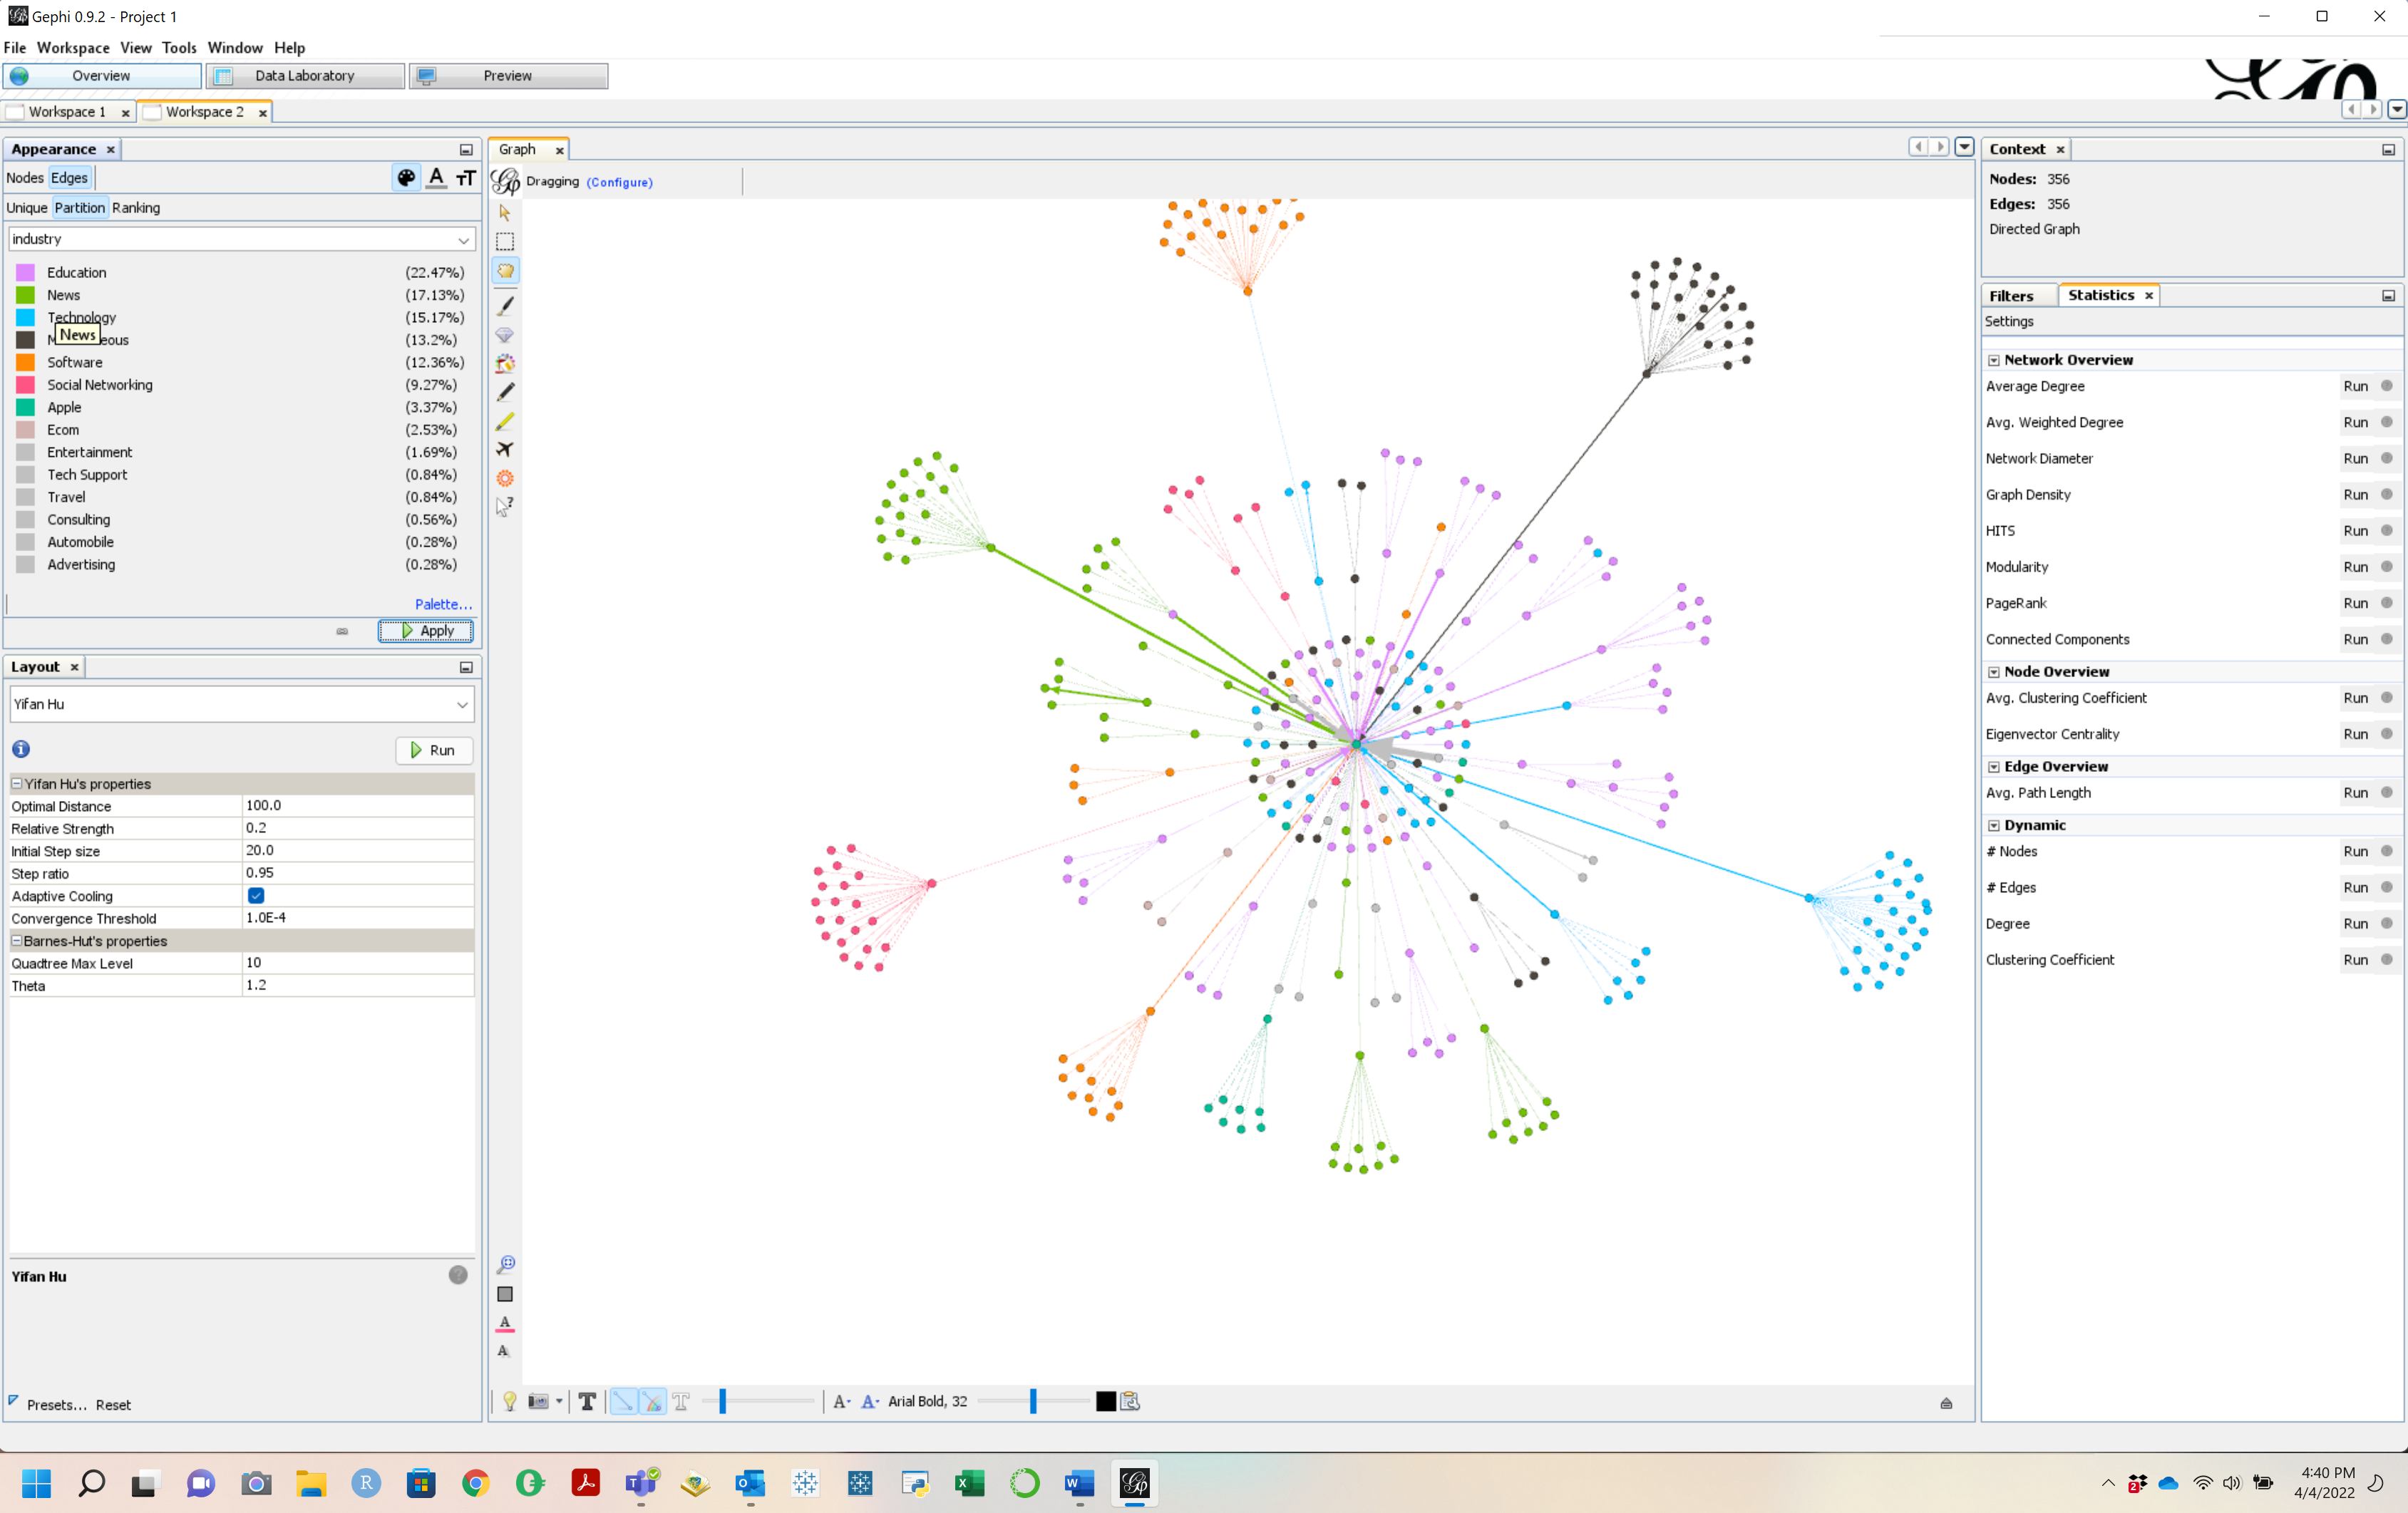 Gephi 0.9.2 - Project 1
File Workspace View Tools Window Help
Overview Data Laboratory Preview
Workspace 1 x Workspace 2 x
Appearance x
Nodes Edges
Unique Partition Ranking
industry
Education (22.47%)
News (17.13%)
Technology (15.17%)
News
M eous (13.2%)
Software (12.36%)
Social Networking (9.27%)
Apple (3.37%)
Ecom (2.53%)
Entertainment (1.69%)
Tech Support (0.84%)
Travel (0.84%)
Consulting (0.56%)
Automobile (0.28%)
Advertising (0.28%)
Palette...
Apply
Layout x
Yifan Hu
Run
Yifan Hu's properties
Optimal Distance 100.0
Relative Strength 0.2
Initial Step size 20.0
Step ratio 0.95
Adaptive Cooling
Convergence Threshold 1.0E-4
Barnes-Hut's properties
Quadtree Max Level 10
Theta 1.2
Yifan Hu
Presets... Reset
Graph x
Dragging (Configure)
Arial Bold, 32
Context x
Nodes: 356
Edges: 356
Directed Graph
Filters Statistics x
Settings
Network Overview
Average Degree Run
Avg. Weighted Degree Run
Network Diameter Run
Graph Density Run
HITS Run
Modularity Run
PageRank Run
Connected Components Run
Node Overview
Avg. Clustering Coefficient Run
Eigenvector Centrality Run
Edge Overview
Avg. Path Length Run
Dynamic
# Nodes Run
# Edges Run
Degree Run
Clustering Coefficient Run
4:40 PM
4/4/2022